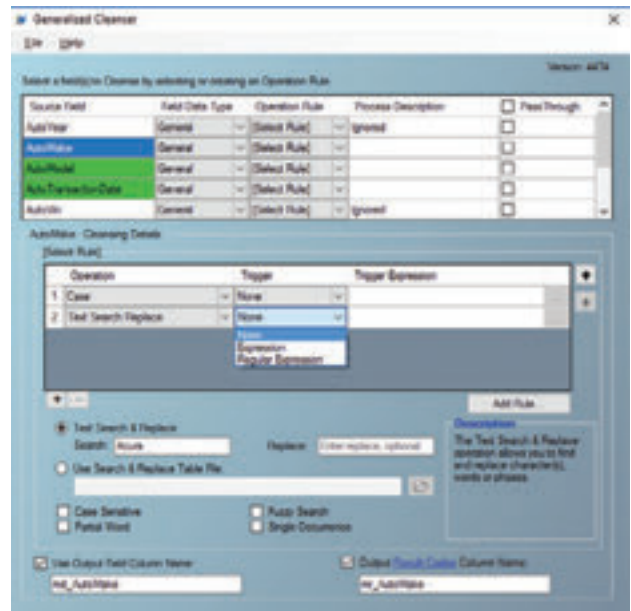 Generalized Cleanser
File Help
Version: 4474
Select a field(s) to Cleanse by selecting or creating an Operation Rule
Source Field Field Data Type Operation Rule Process Description PassThrough
AutoYear General [Select Rule] Ignored
AutoMake General [Select Rule]
AutoModel General [Select Rule]
AutoTransactionDate General [Select Rule]
AutoVin General [Select Rule] Ignored
AutoMake : Cleansing Details
[Select Rule]
Operation Trigger Trigger Expression
1 Case None
2 Text Search Replace None
None
Expression
Regular Expression
Add Rule
Text Search & Replace
Search: Acura Replace: Enter replace, optional
Use Search & Replace Table File:
Case Sensitive Fuzzy Search
Partial Word Single Occurrence
Description
The Text Search & Replace
operation allows you to find
and replace character(s),
words or phrases.
Use Output Field Column Name: Output Result Codes Column Name:
md_AutoMake mr_AutoMake